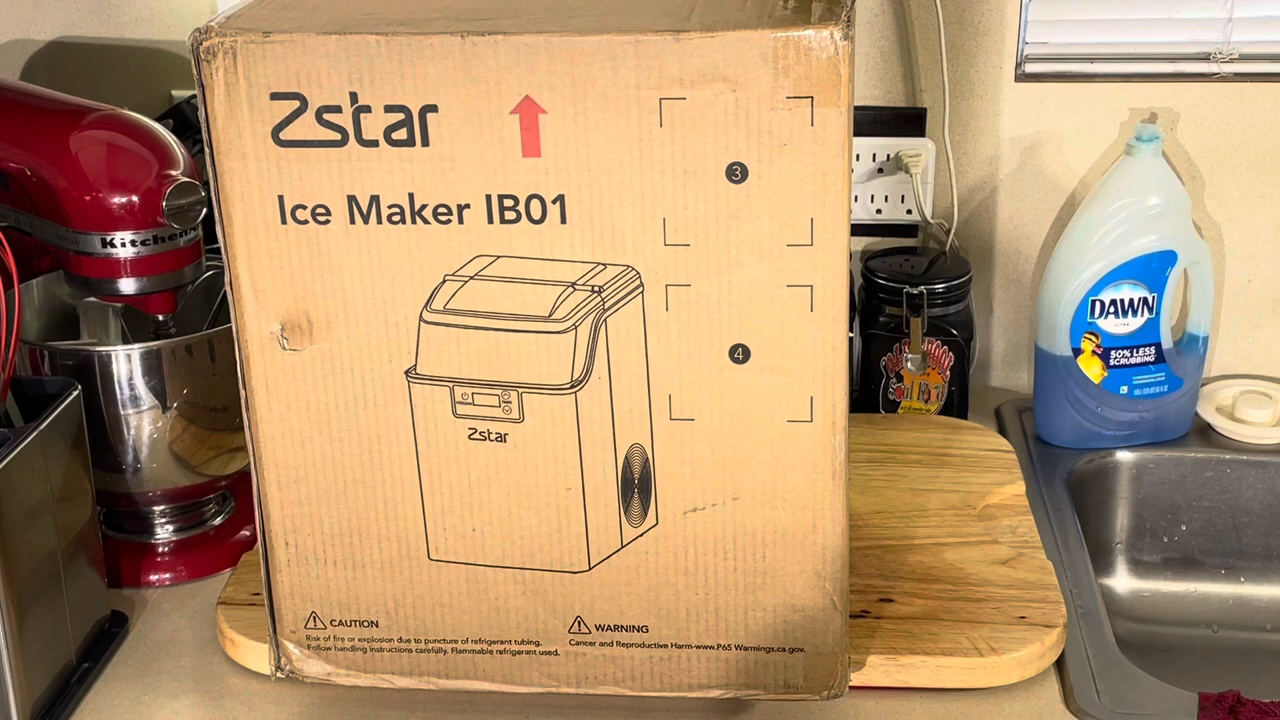 Zstar
Ice Maker IB01
3
4
Zstar
CAUTION
Risk of fire or explosion due to puncture of refrigerant tubing.
Follow handling instructions carefully. Flammable refrigerant used.
WARNING
Cancer and Reproductive Harm-www.P65 Warnings.ca.gov.
Kitchen
DAWN
ULTRA
50% LESS
SCRUBBING